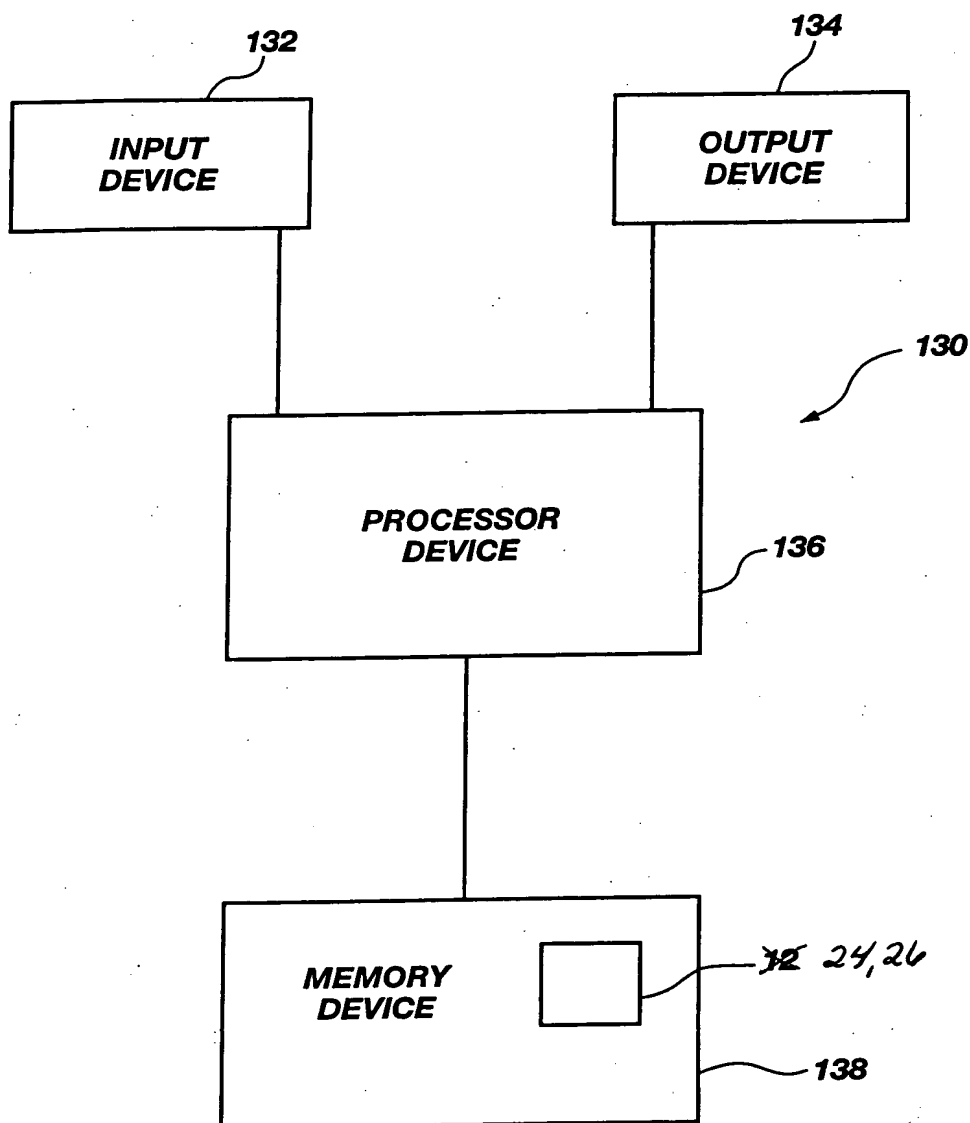 132
134
INPUT
DEVICE
OUTPUT
DEVICE
130
PROCESSOR
DEVICE
136
MEMORY
DEVICE
12 24, 26
138